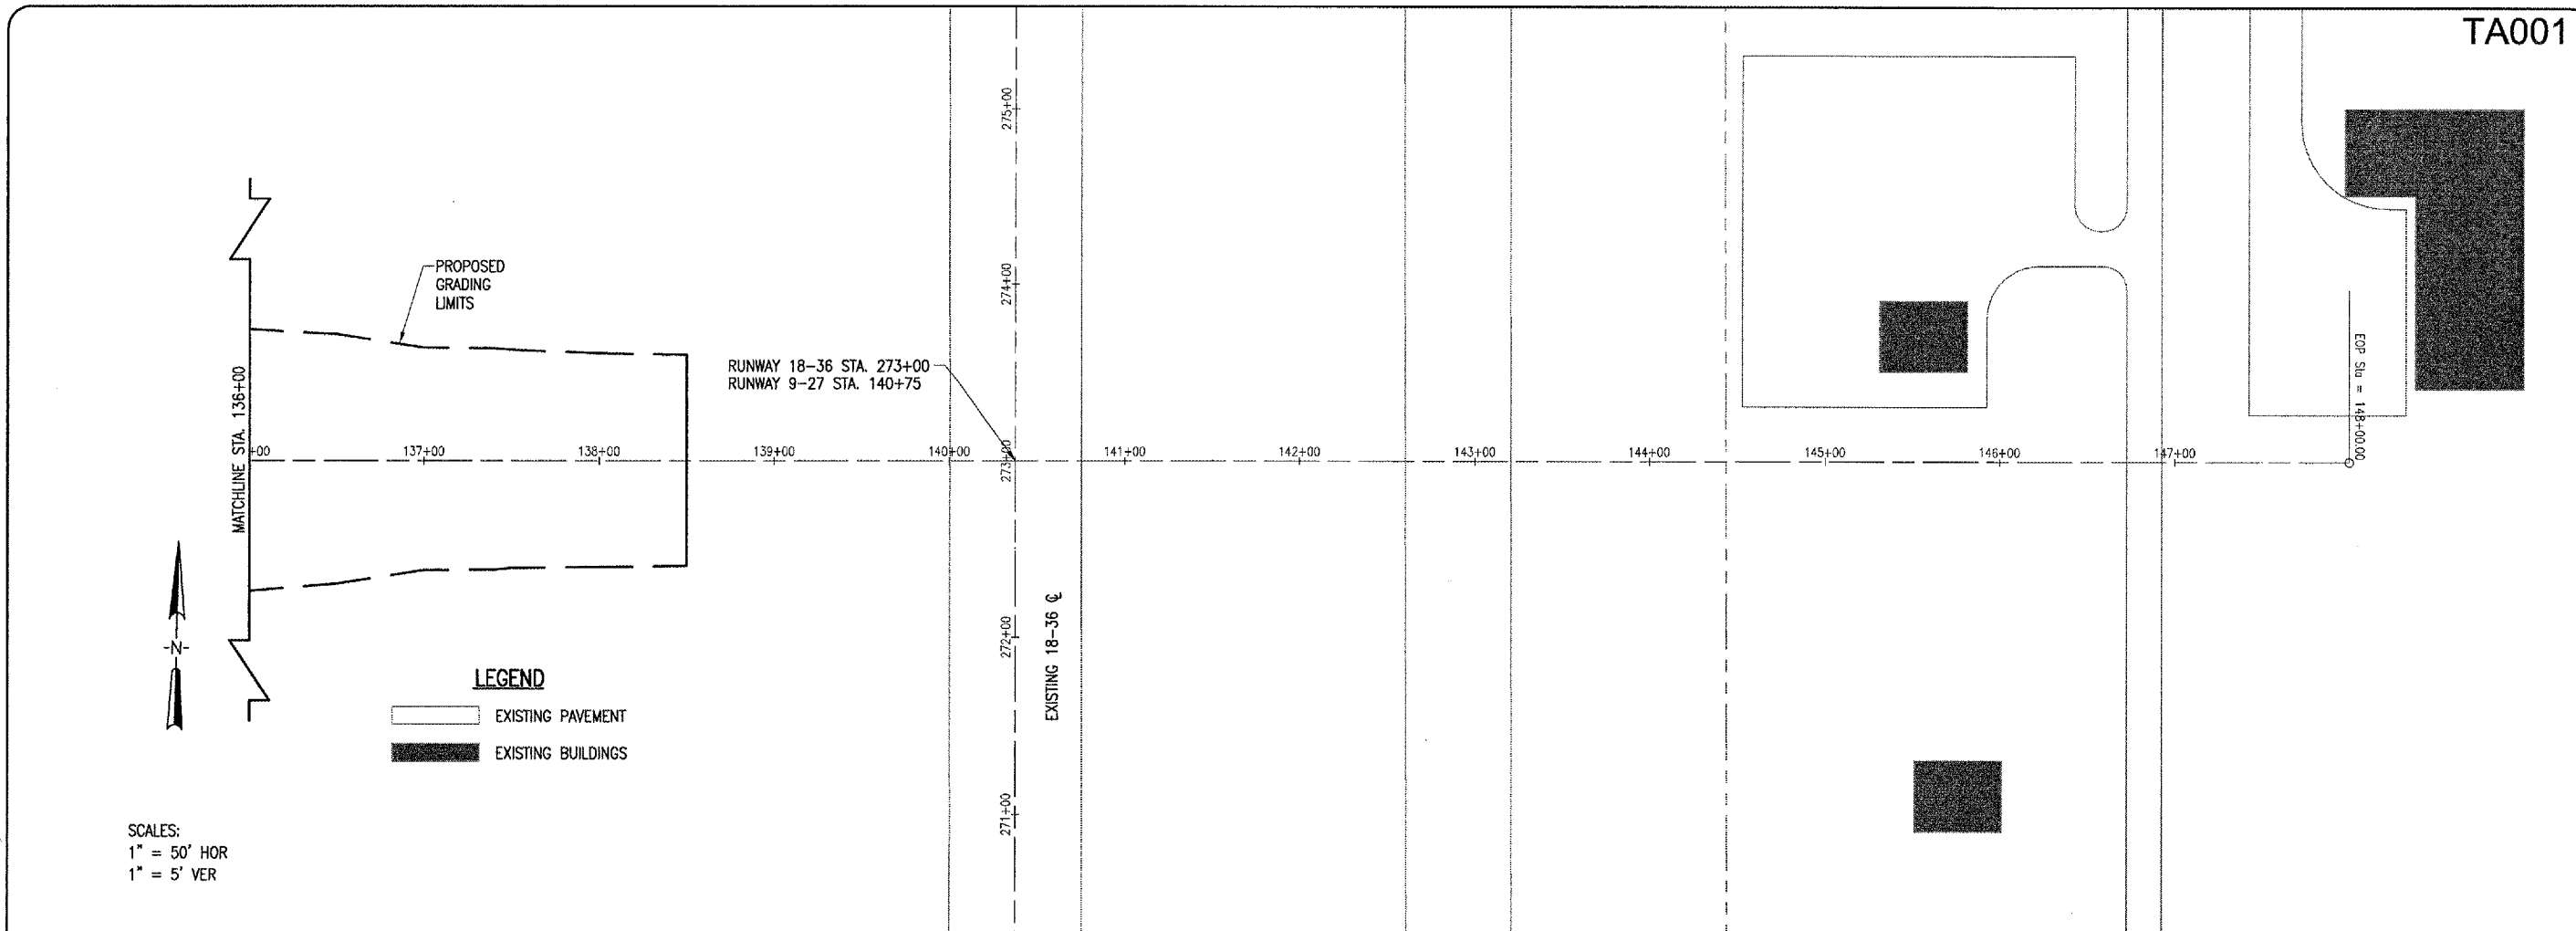 TA001
275+00
PROPOSED
GRADING
LIMITS
274+00
RUNWAY 18-36 STA. 273+00
RUNWAY 9-27 STA. 140+75
MATCHLINE STA. 136+00
+00
137+00
138+00
139+00
140+00
273+00
141+00
142+00
143+00
144+00
145+00
146+00
147+00
EOP Sta = 148+00.00
272+00
EXISTING 18-36 ℄
271+00
-N-
LEGEND
EXISTING PAVEMENT
EXISTING BUILDINGS
SCALES:
1" = 50' HOR
1" = 5' VER